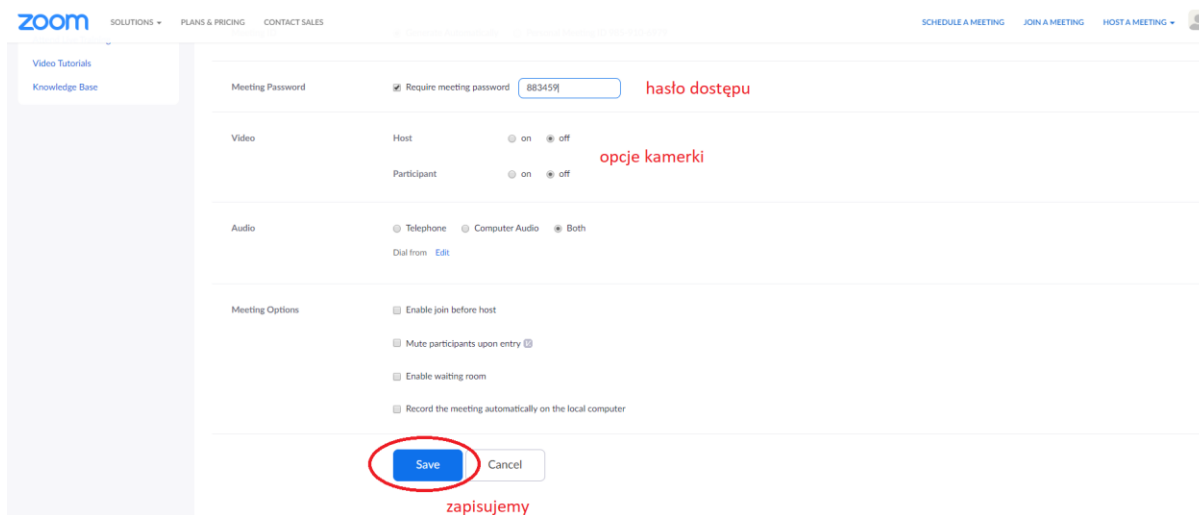 zoom SOLUTIONS PLANS & PRICING CONTACT SALES SCHEDULE A MEETING JOIN A MEETING HOST A MEETING
Video Tutorials
Knowledge Base
Meeting Password Require meeting password 883459 hasło dostępu
Video Host on off
opcje kamerki
Participant on off
Audio Telephone Computer Audio Both
Dial from Edit
Meeting Options Enable join before host
Mute participants upon entry
Enable waiting room
Record the meeting automatically on the local computer
Save Cancel
zapisujemy